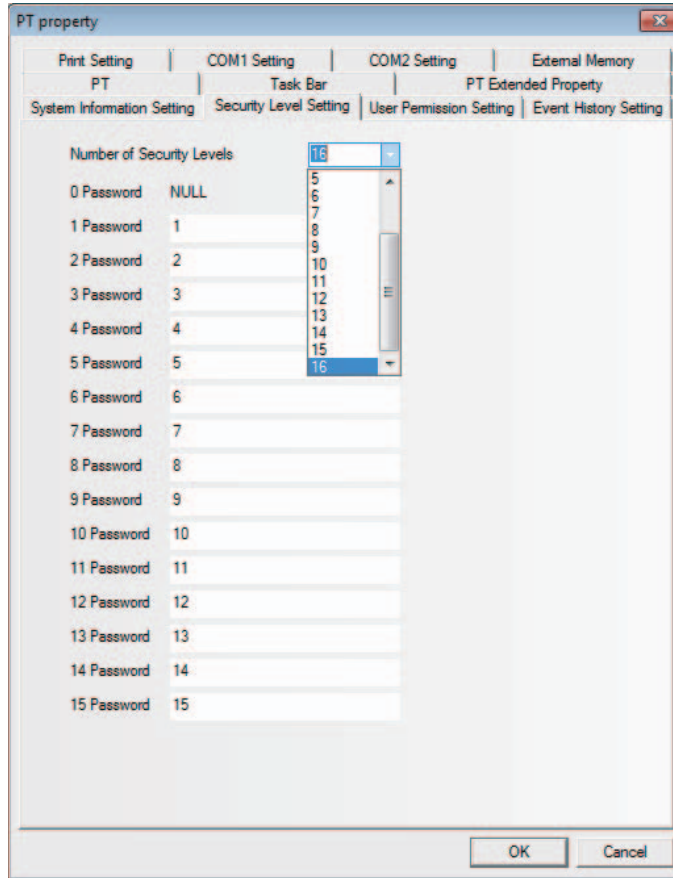 PT property
Print Setting COM1 Setting COM2 Setting External Memory
PT Task Bar PT Extended Property
System Information Setting Security Level Setting User Permission Setting Event History Setting
Number of Security Levels 16
5
6
7
8
9
10
11
12
13
14
15
16
0 Password NULL
1 Password 1
2 Password 2
3 Password 3
4 Password 4
5 Password 5
6 Password 6
7 Password 7
8 Password 8
9 Password 9
10 Password 10
11 Password 11
12 Password 12
13 Password 13
14 Password 14
15 Password 15
OK Cancel